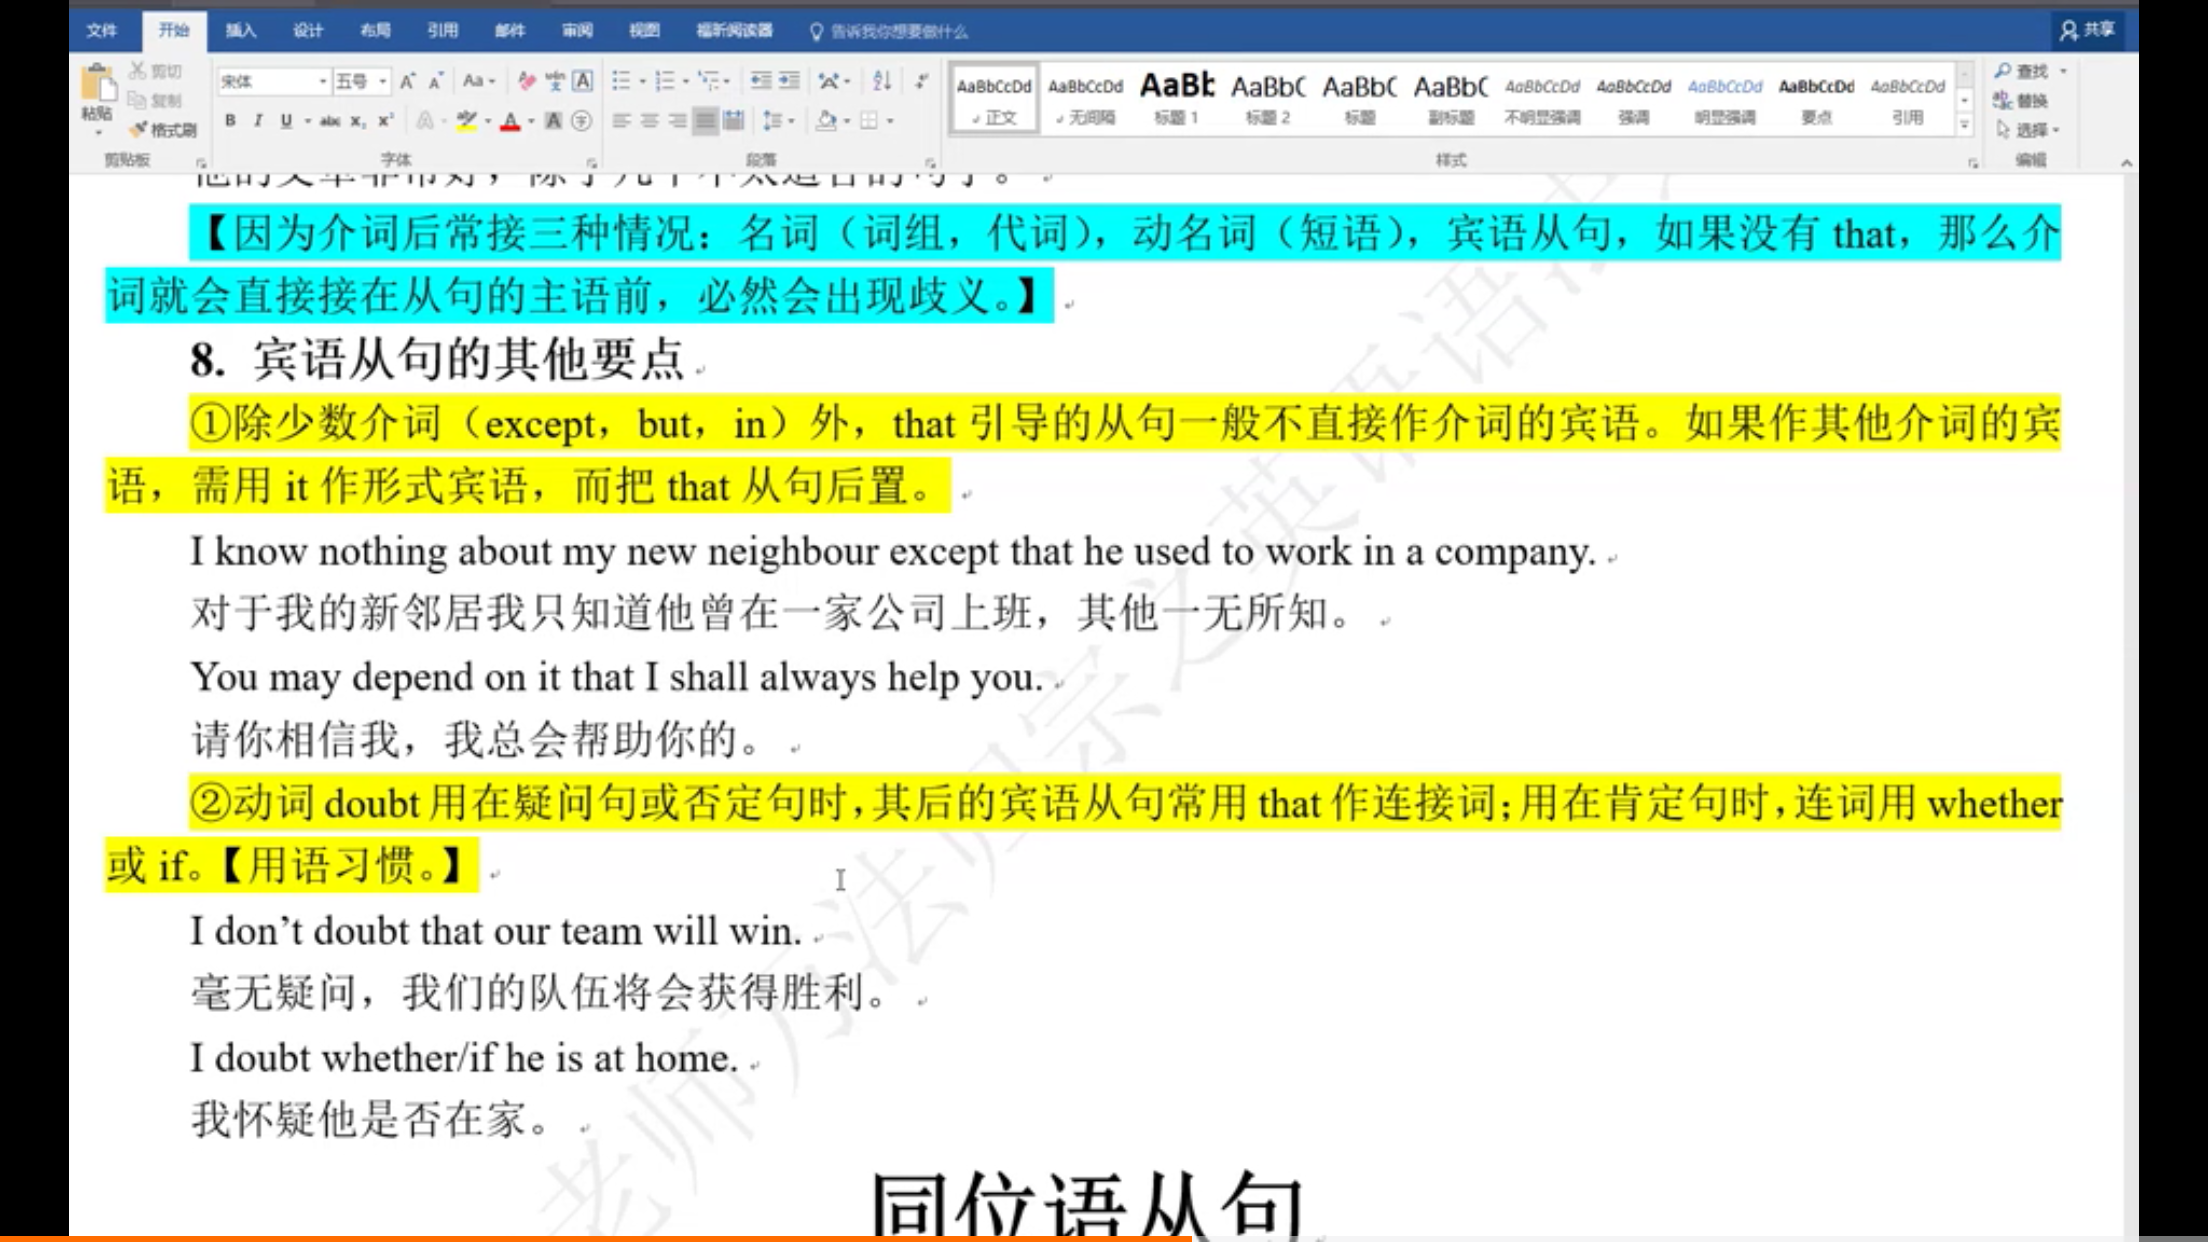 文件 开始 插入 设计 布局 引用 邮件 审阅 视图 福昕阅读器 告诉我你想要做什么 共享
剪切
复制
粘贴 格式刷
宋体 五号
AaBbCcDd AaBbCcDd AaBb AaBbC AaBbC AaBbC AaBbCcDd AaBbCcDd AaBbCcDd AaBbCcDd AaBbCcDd
正文 无间隔 标题 1 标题 2 标题 副标题 不明显强调 强调 明显强调 要点 引用
查找
替换
选择
剪贴板 字体 段落 样式 编辑
【因为介词后常接三种情况：名词（词组，代词），动名词（短语），宾语从句，如果没有 that，那么介
词就会直接接在从句的主语前，必然会出现歧义。】
8. 宾语从句的其他要点
①除少数介词（except，but，in）外，that 引导的从句一般不直接作介词的宾语。如果作其他介词的宾
语，需用 it 作形式宾语，而把 that 从句后置。
I know nothing about my new neighbour except that he used to work in a company.
对于我的新邻居我只知道他曾在一家公司上班，其他一无所知。
You may depend on it that I shall always help you.
请你相信我，我总会帮助你的。
②动词 doubt 用在疑问句或否定句时，其后的宾语从句常用 that 作连接词；用在肯定句时，连词用 whether
或 if。【用语习惯。】
I don’t doubt that our team will win.
毫无疑问，我们的队伍将会获得胜利。
I doubt whether/if he is at home.
我怀疑他是否在家。
同位语从句